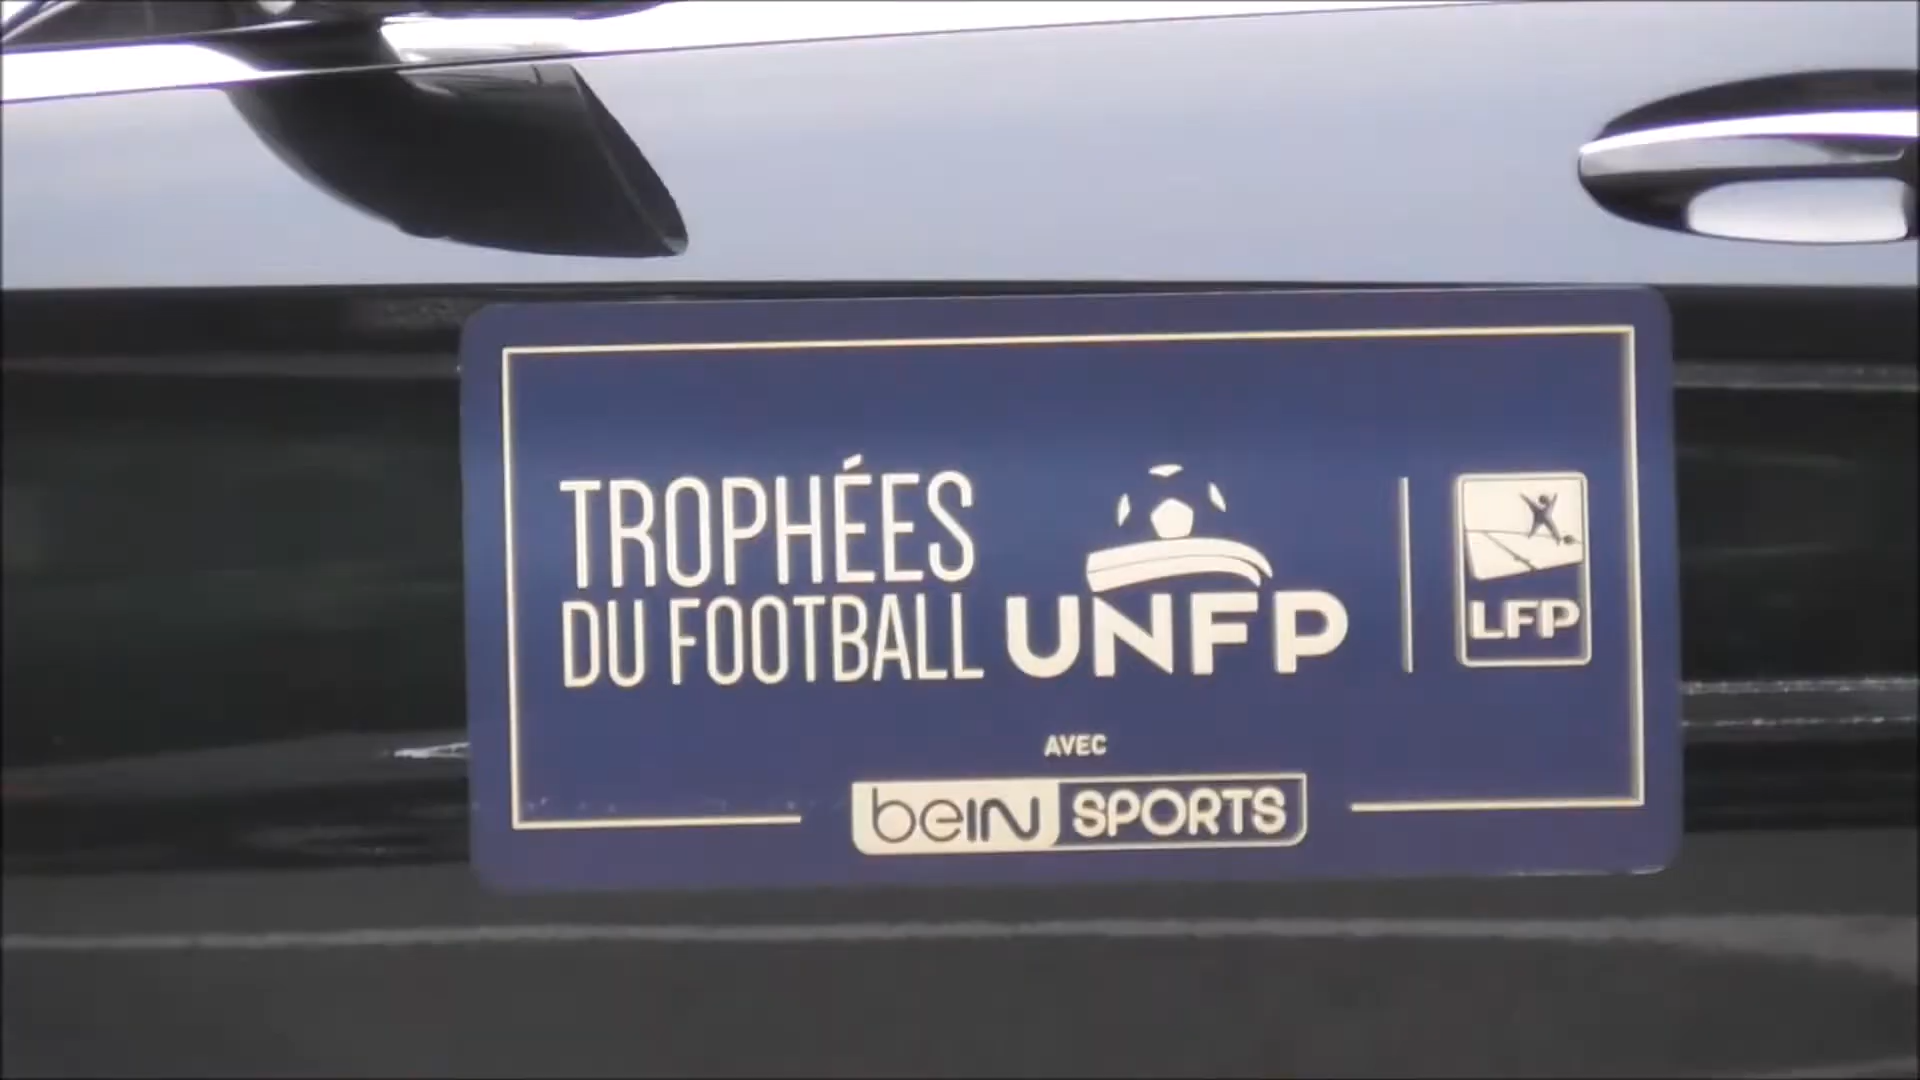 TROPHÉES
DU FOOTBALL UNFP
LFP
AVEC
beIN SPORTS